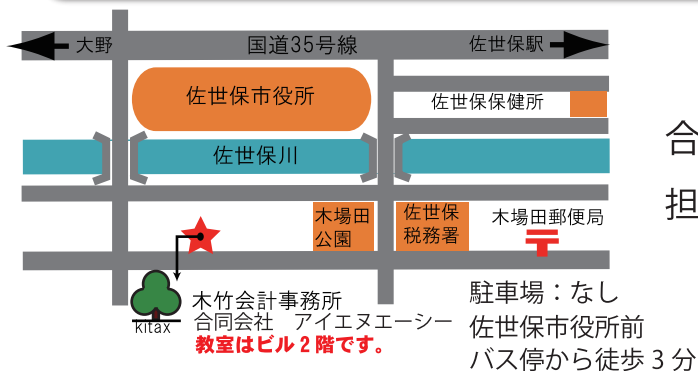 大野
国道35号線
佐世保駅
佐世保市役所
佐世保保健所
佐世保川
木場田
公園
佐世保
税務署
木場田郵便局
kitax
木竹会計事務所
合同会社　アイエヌエーシー
教室はビル2階です。
駐車場：なし
佐世保市役所前
バス停から徒歩3分
合
担